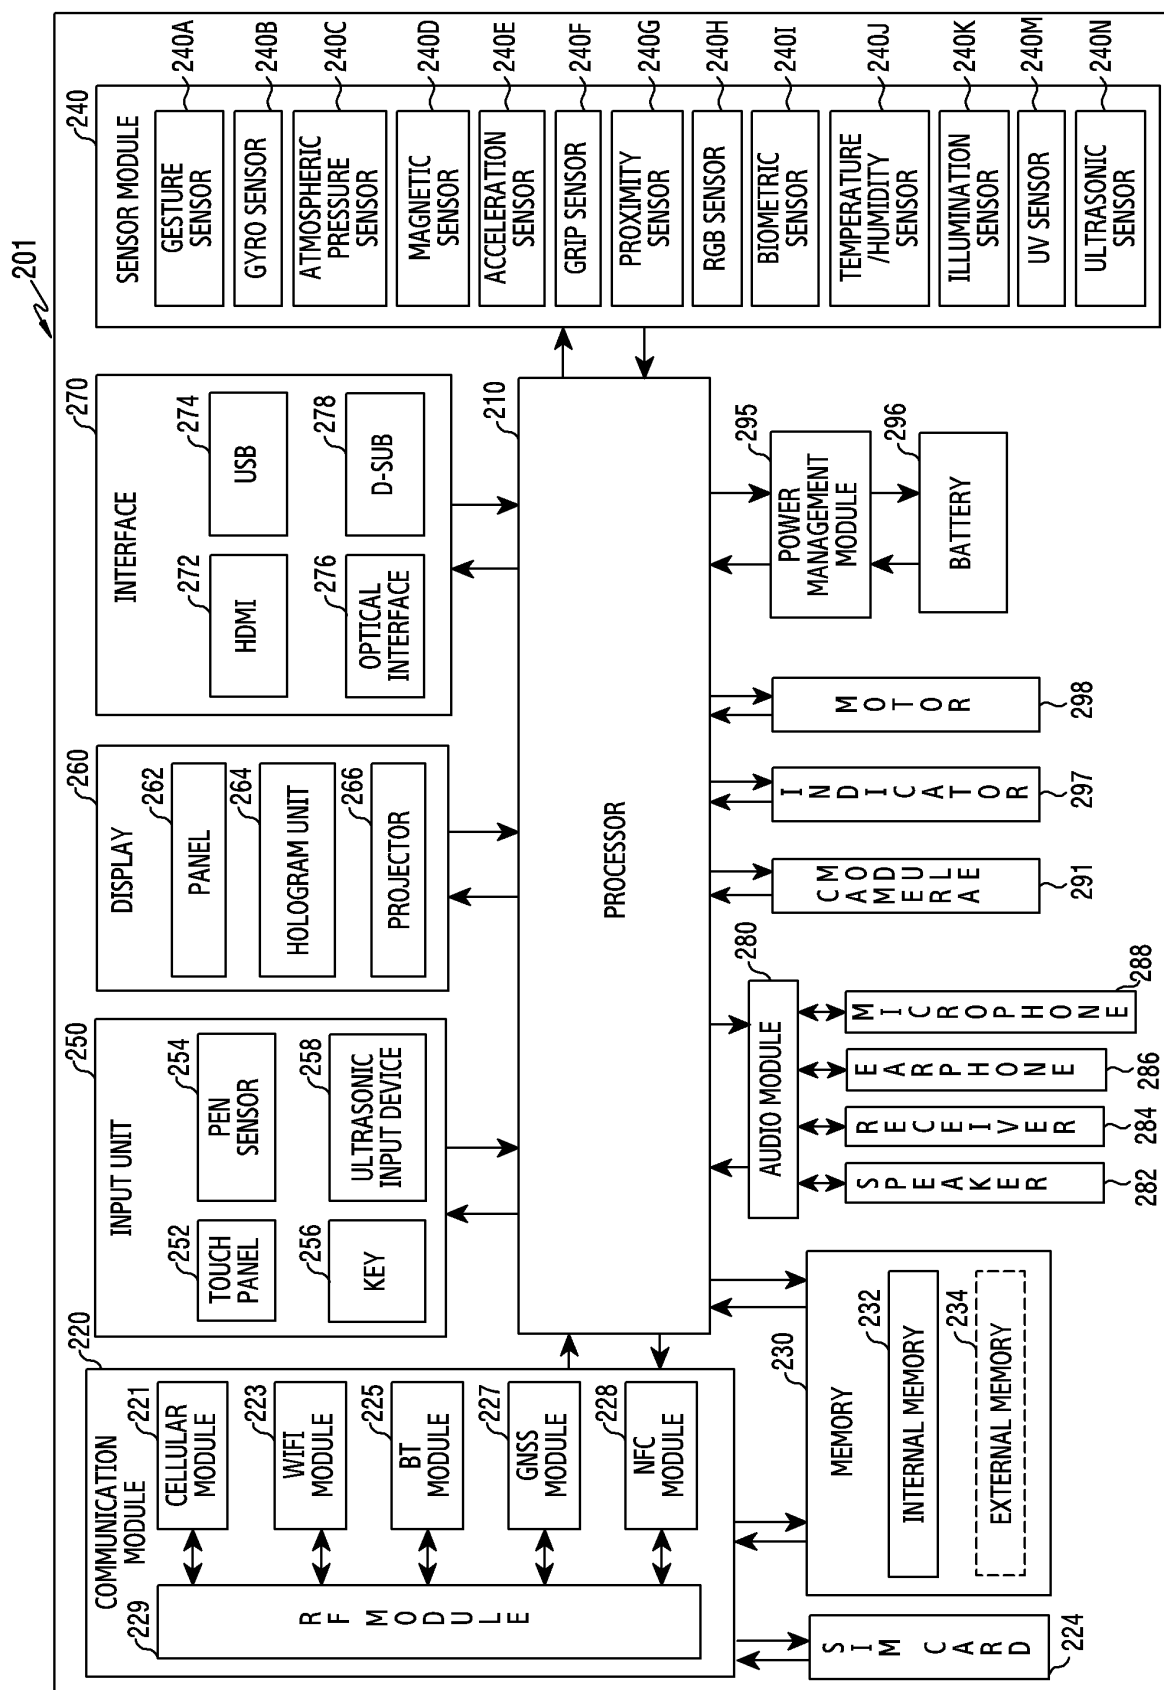 201
COMMUNICATION
MODULE
220
229
RF MODULE
221
CELLULAR
MODULE
223
WIFI
MODULE
225
BT
MODULE
227
GNSS
MODULE
228
NFC
MODULE
SIM CARD
224
250
INPUT UNIT
252
TOUCH
PANEL
254
PEN
SENSOR
256
KEY
258
ULTRASONIC
INPUT DEVICE
260
DISPLAY
262
PANEL
264
HOLOGRAM UNIT
266
PROJECTOR
270
INTERFACE
272
HDMI
274
USB
276
OPTICAL
INTERFACE
278
D-SUB
240
SENSOR MODULE
GESTURE
SENSOR
240A
GYRO SENSOR
240B
ATMOSPHERIC
PRESSURE
SENSOR
240C
MAGNETIC
SENSOR
240D
ACCELERATION
SENSOR
240E
GRIP SENSOR
240F
PROXIMITY
SENSOR
240G
RGB SENSOR
240H
BIOMETRIC
SENSOR
240I
TEMPERATURE
/HUMIDITY
SENSOR
240J
ILLUMINATION
SENSOR
240K
UV SENSOR
240M
ULTRASONIC
SENSOR
240N
210
PROCESSOR
230
MEMORY
232
INTERNAL MEMORY
234
EXTERNAL MEMORY
280
AUDIO MODULE
SPEAKER
282
RECEIVER
284
EARPHONE
286
MICROPHONE
288
CAMERA
MODULE
291
INDICATOR
297
MOTOR
298
295
POWER
MANAGEMENT
MODULE
296
BATTERY